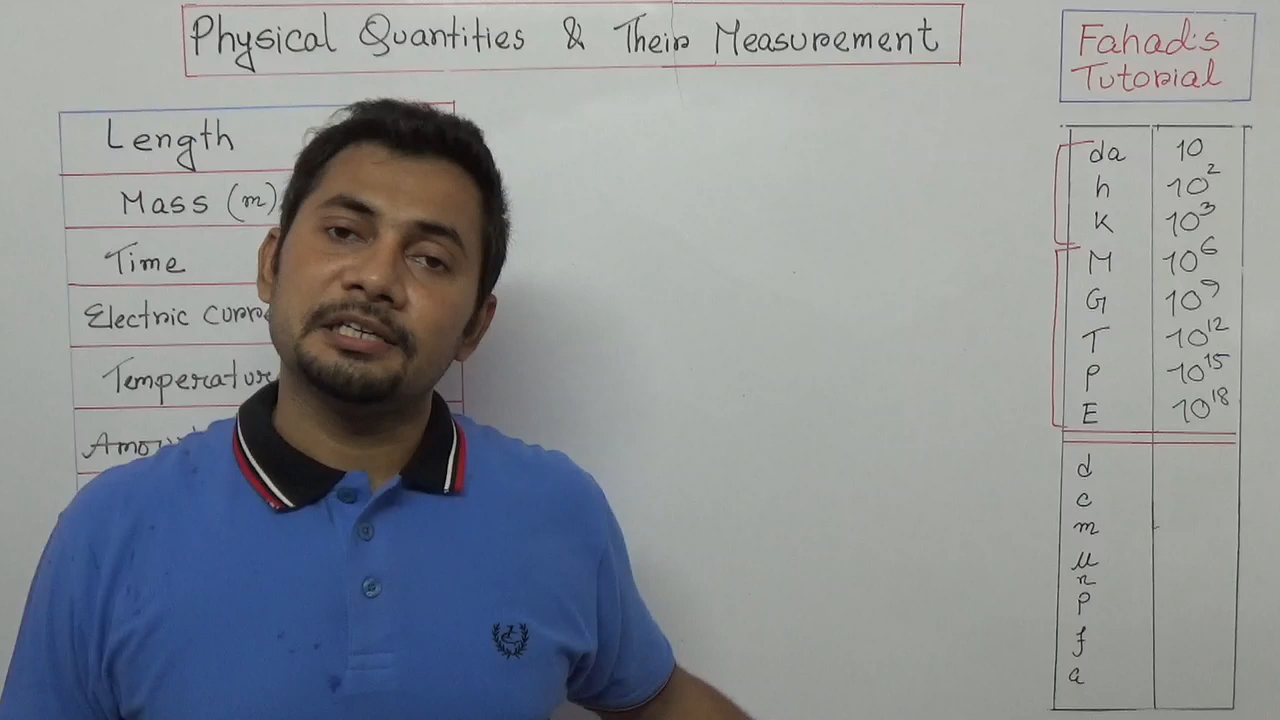 Physical Quantities & Their Measurement
Fahad's
Tutorial
Length
Mass (m)
Time
Electric
Temperature
da 10
h 10²
K 10³
M 10⁶
G 10⁹
T 10¹²
P 10¹⁵
E 10¹⁸
d
c
m
μ
n
p
f
a